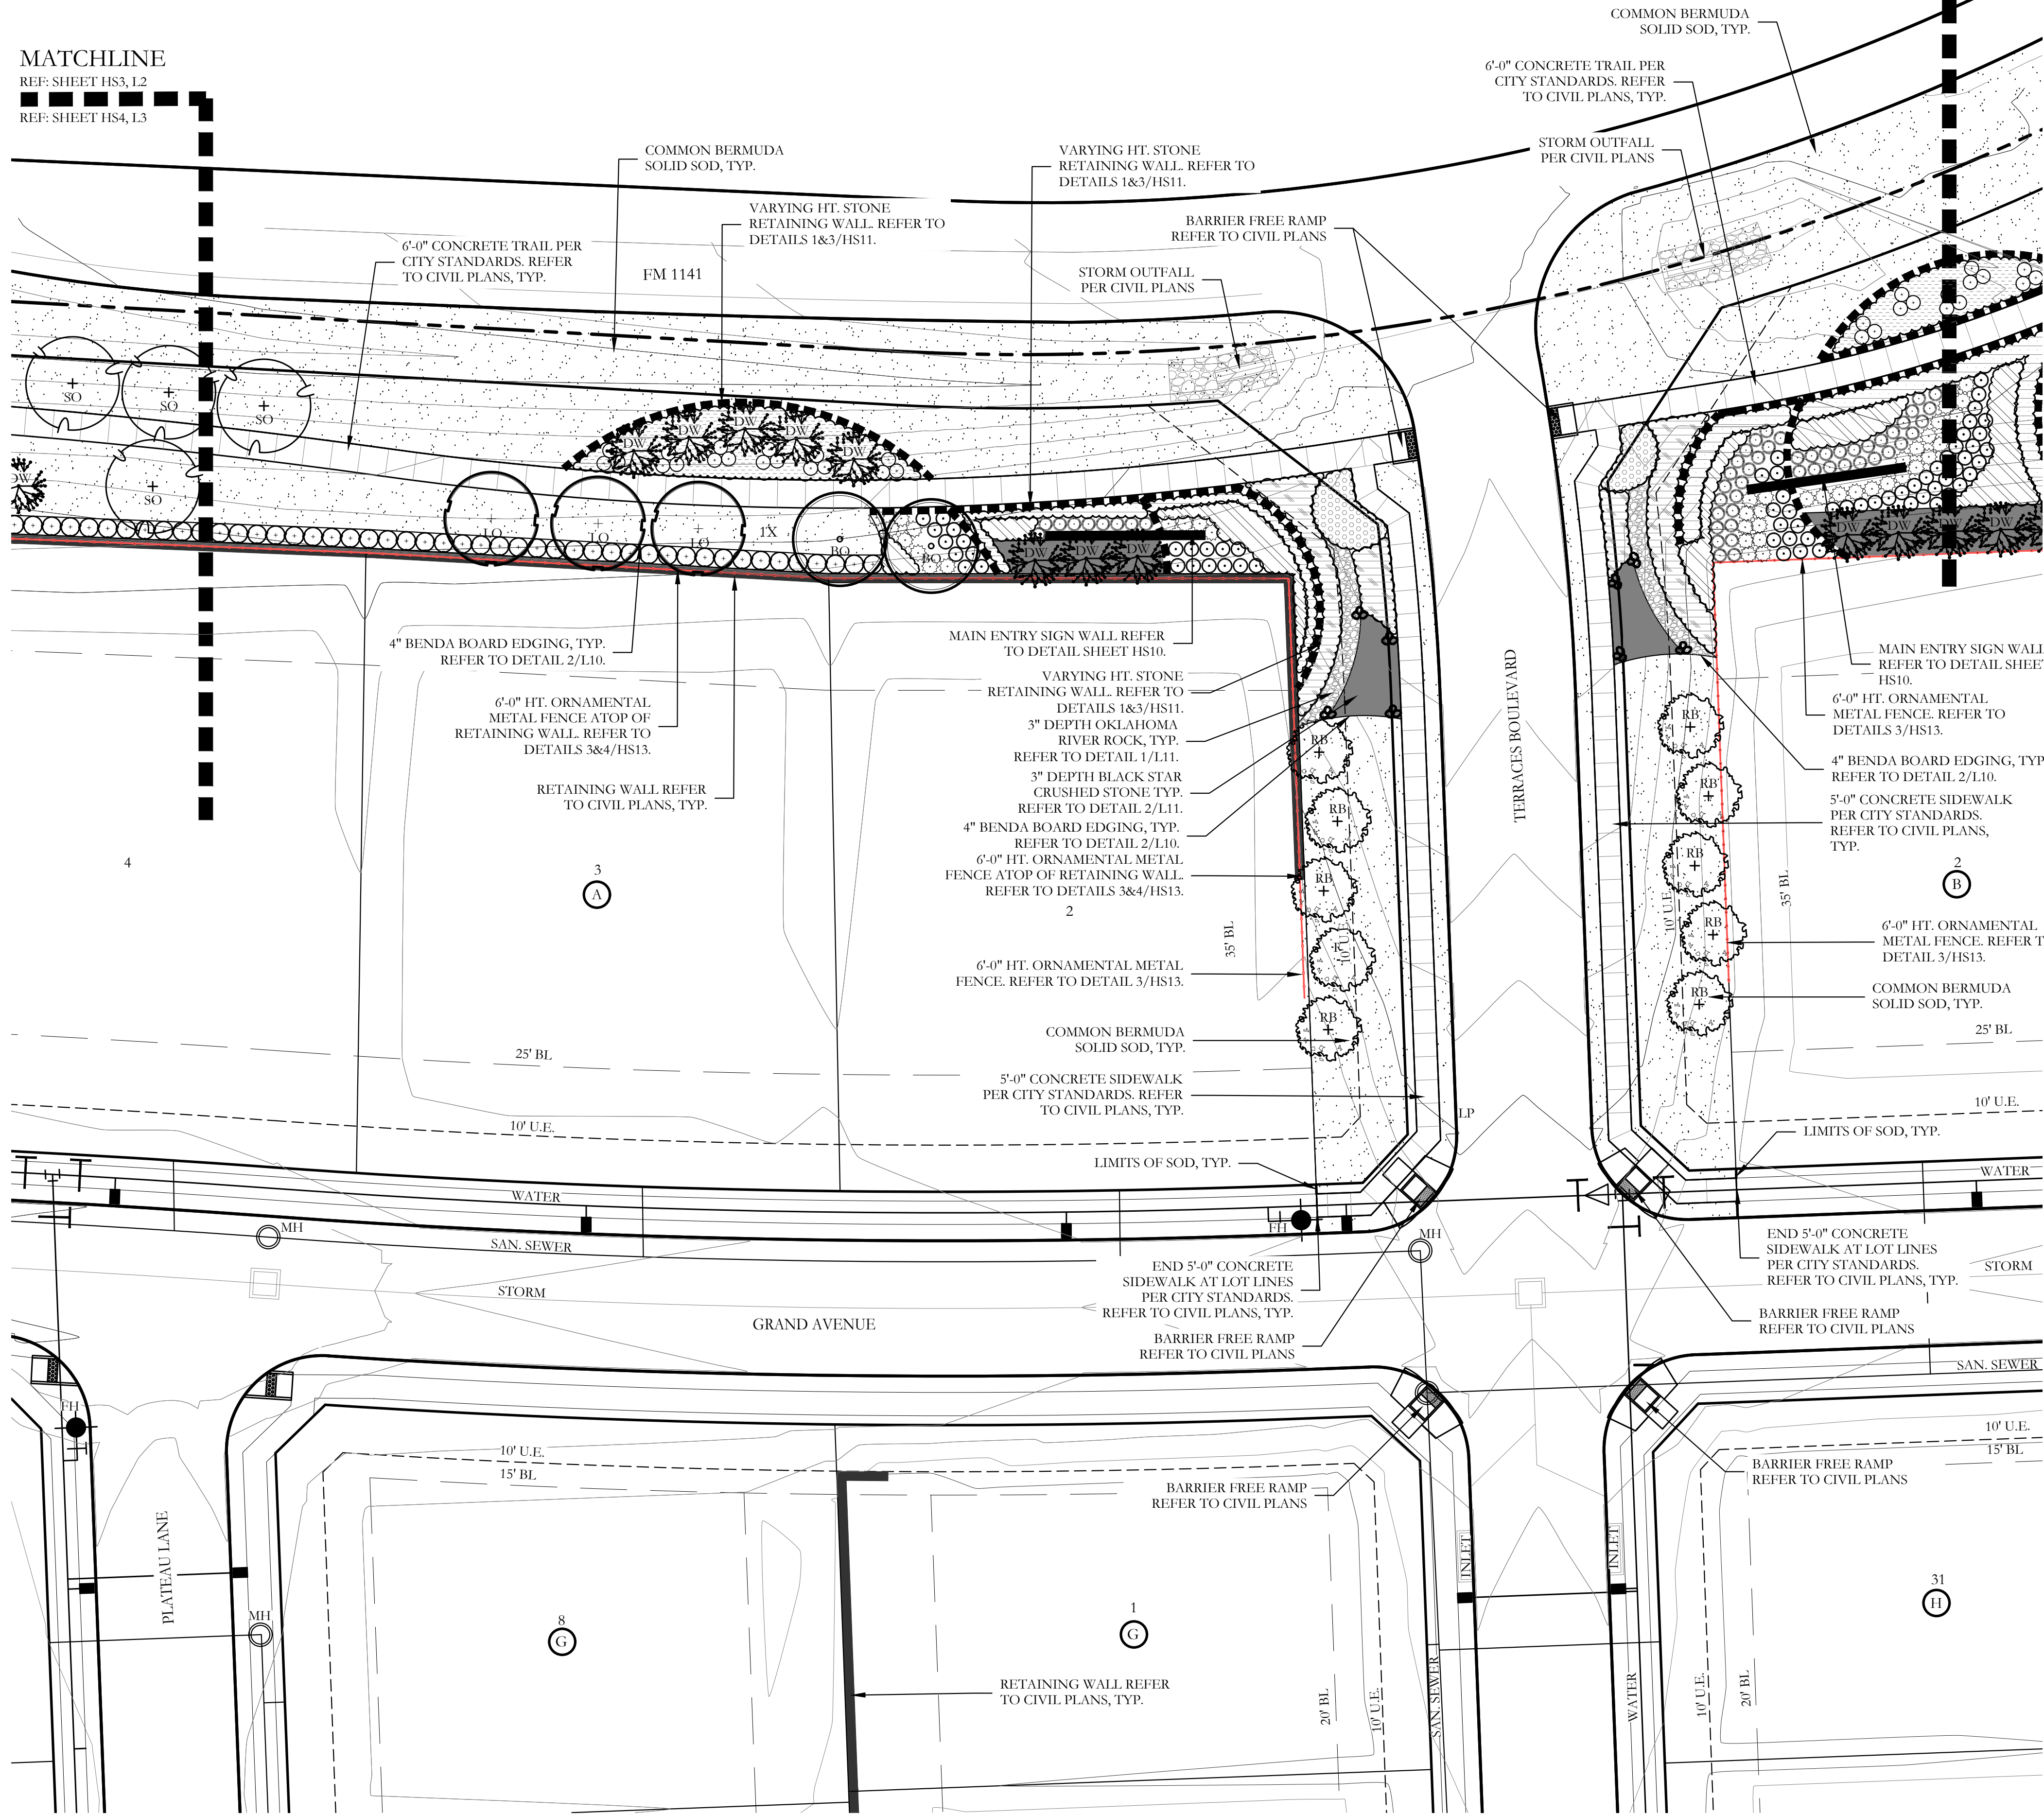 COMMON BERMUDA
SOLID SOD, TYP.
MATCHLINE
REF: SHEET HS3, L2
REF: SHEET HS4, L3
6'-0" CONCRETE TRAIL PER
CITY STANDARDS. REFER
TO CIVIL PLANS, TYP.
STORM OUTFALL
PER CIVIL PLANS
COMMON BERMUDA
SOLID SOD, TYP.
VARYING HT. STONE
RETAINING WALL. REFER TO
DETAILS 1&3/HS11.
VARYING HT. STONE
RETAINING WALL. REFER TO
DETAILS 1&3/HS11.
BARRIER FREE RAMP
REFER TO CIVIL PLANS
6'-0" CONCRETE TRAIL PER
CITY STANDARDS. REFER
TO CIVIL PLANS, TYP.
FM 1141
STORM OUTFALL
PER CIVIL PLANS
SO
SO
SO
SO
DW
DW
DW
DW
DW
DW
LO
LO
LO
1X
BO
BO
DW
DW
DW
DW
DW
DW
DW
4" BENDA BOARD EDGING, TYP.
REFER TO DETAIL 2/L10.
6'-0" HT. ORNAMENTAL
METAL FENCE ATOP OF
RETAINING WALL. REFER TO
DETAILS 3&4/HS13.
RETAINING WALL REFER
TO CIVIL PLANS, TYP.
MAIN ENTRY SIGN WALL REFER
TO DETAIL SHEET HS10.
VARYING HT. STONE
RETAINING WALL. REFER TO
DETAILS 1&3/HS11.
3" DEPTH OKLAHOMA
RIVER ROCK, TYP.
REFER TO DETAIL 1/L11.
3" DEPTH BLACK STAR
CRUSHED STONE TYP.
REFER TO DETAIL 2/L11.
4" BENDA BOARD EDGING, TYP.
REFER TO DETAIL 2/L10.
6'-0" HT. ORNAMENTAL METAL
FENCE ATOP OF RETAINING WALL.
REFER TO DETAILS 3&4/HS13.
2
6'-0" HT. ORNAMENTAL METAL
FENCE. REFER TO DETAIL 3/HS13.
COMMON BERMUDA
SOLID SOD, TYP.
5'-0" CONCRETE SIDEWALK
PER CITY STANDARDS. REFER
TO CIVIL PLANS, TYP.
LIMITS OF SOD, TYP.
4
3
A
35' BL
RB
RB
RB
10' U.E.
RB
LP
TERRACES BOULEVARD
RB
RB
RB
RB
RB
10' U.E.
35' BL
MAIN ENTRY SIGN WALL
REFER TO DETAIL SHEET
HS10.
6'-0" HT. ORNAMENTAL
METAL FENCE. REFER TO
DETAILS 3/HS13.
4" BENDA BOARD EDGING, TYP
REFER TO DETAIL 2/L10.
5'-0" CONCRETE SIDEWALK
PER CITY STANDARDS.
REFER TO CIVIL PLANS,
TYP.
2
B
6'-0" HT. ORNAMENTAL
METAL FENCE. REFER T
DETAIL 3/HS13.
COMMON BERMUDA
SOLID SOD, TYP.
25' BL
10' U.E.
LIMITS OF SOD, TYP.
WATER
25' BL
10' U.E.
WATER
MH
SAN. SEWER
FH
MH
STORM
GRAND AVENUE
END 5'-0" CONCRETE
SIDEWALK AT LOT LINES
PER CITY STANDARDS.
REFER TO CIVIL PLANS, TYP.
BARRIER FREE RAMP
REFER TO CIVIL PLANS
END 5'-0" CONCRETE
SIDEWALK AT LOT LINES
PER CITY STANDARDS.
REFER TO CIVIL PLANS, TYP.
STORM
BARRIER FREE RAMP
REFER TO CIVIL PLANS
SAN. SEWER
FH
10' U.E.
15' BL
BARRIER FREE RAMP
REFER TO CIVIL PLANS
10' U.E.
15' BL
BARRIER FREE RAMP
REFER TO CIVIL PLANS
PLATEAU LANE
MH
INLET
INLET
8
G
1
G
31
H
RETAINING WALL REFER
TO CIVIL PLANS, TYP.
20' BL
10' U.E.
SAN. SEWER
WATER
10' U.E.
20' BL